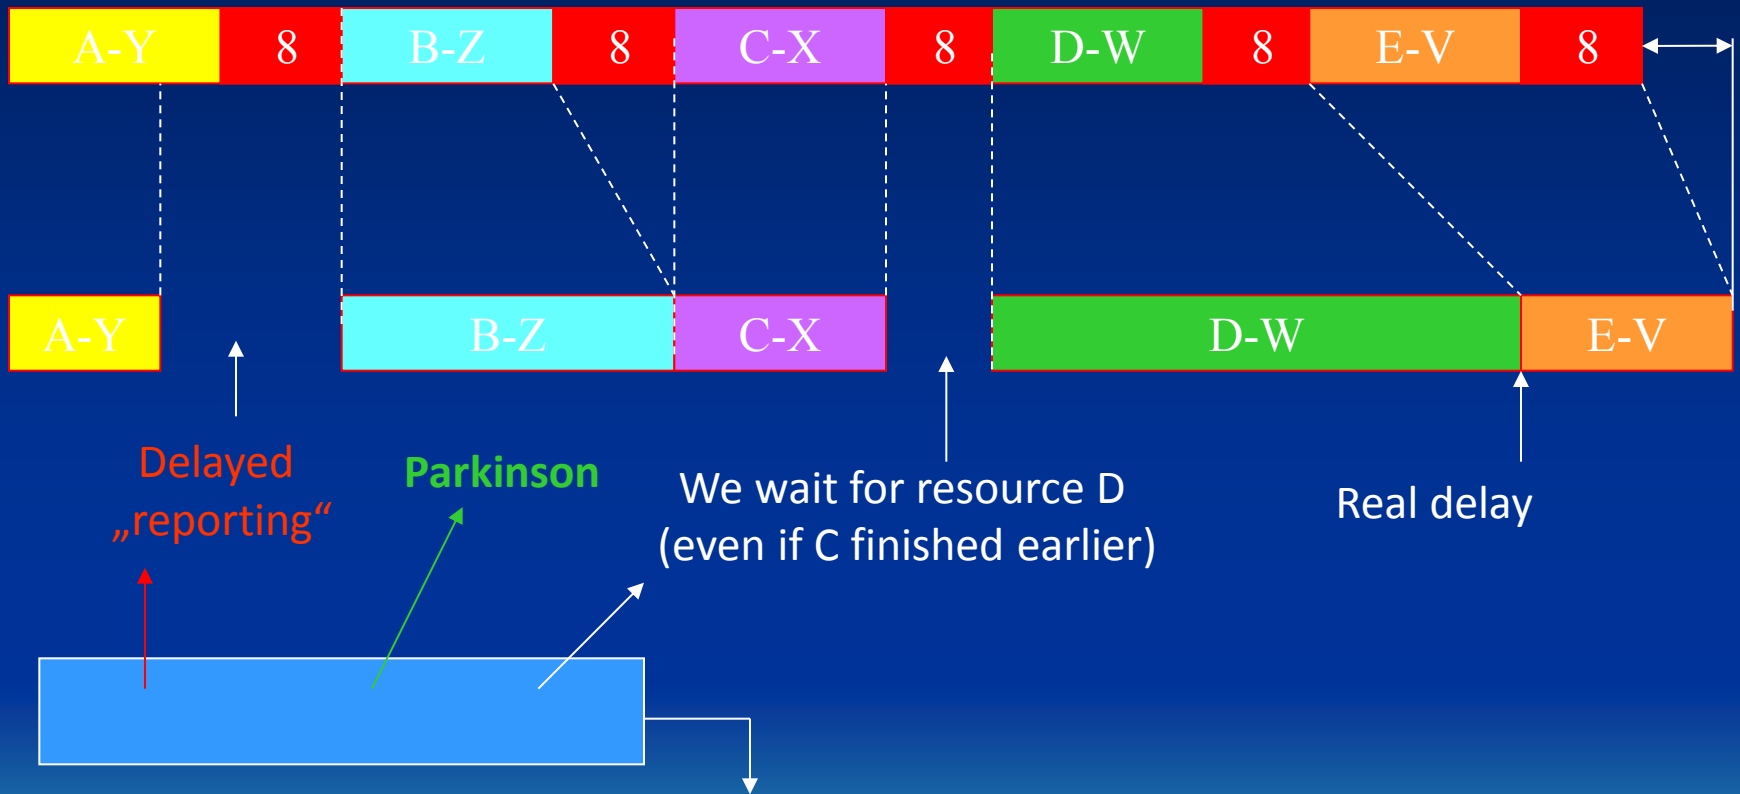 A-Y 8 B-Z 8 C-X 8 D-W 8 E-V 8
A-Y B-Z C-X D-W E-V
Delayed
„reporting“
Parkinson
We wait for resource D
(even if C finished earlier)
Real delay